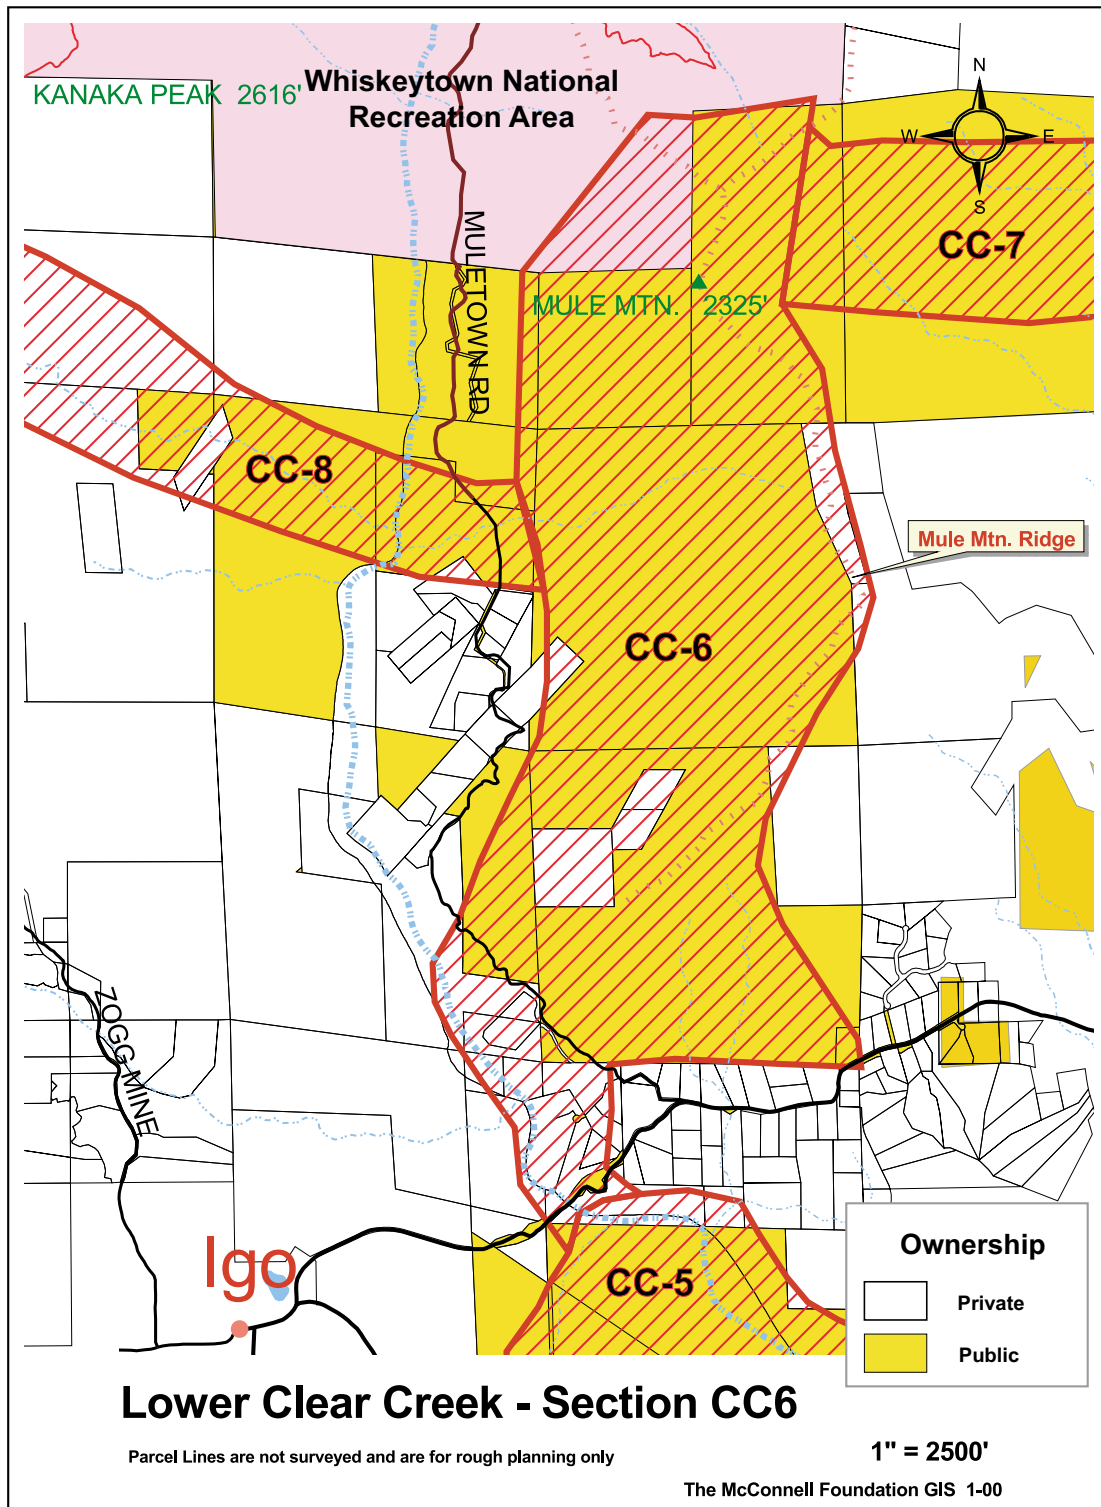 Whiskeytown National
Recreation Area
KANAKA PEAK 2616'
N
W
E
S
CC-7
MULETOWN RD
MULE MTN. 2325'
CC-8
Mule Mtn. Ridge
CC-6
ZOGG MINE
Igo
CC-5
Ownership
Private
Public
Lower Clear Creek - Section CC6
Parcel Lines are not surveyed and are for rough planning only
1" = 2500'
The McConnell Foundation GIS 1-00